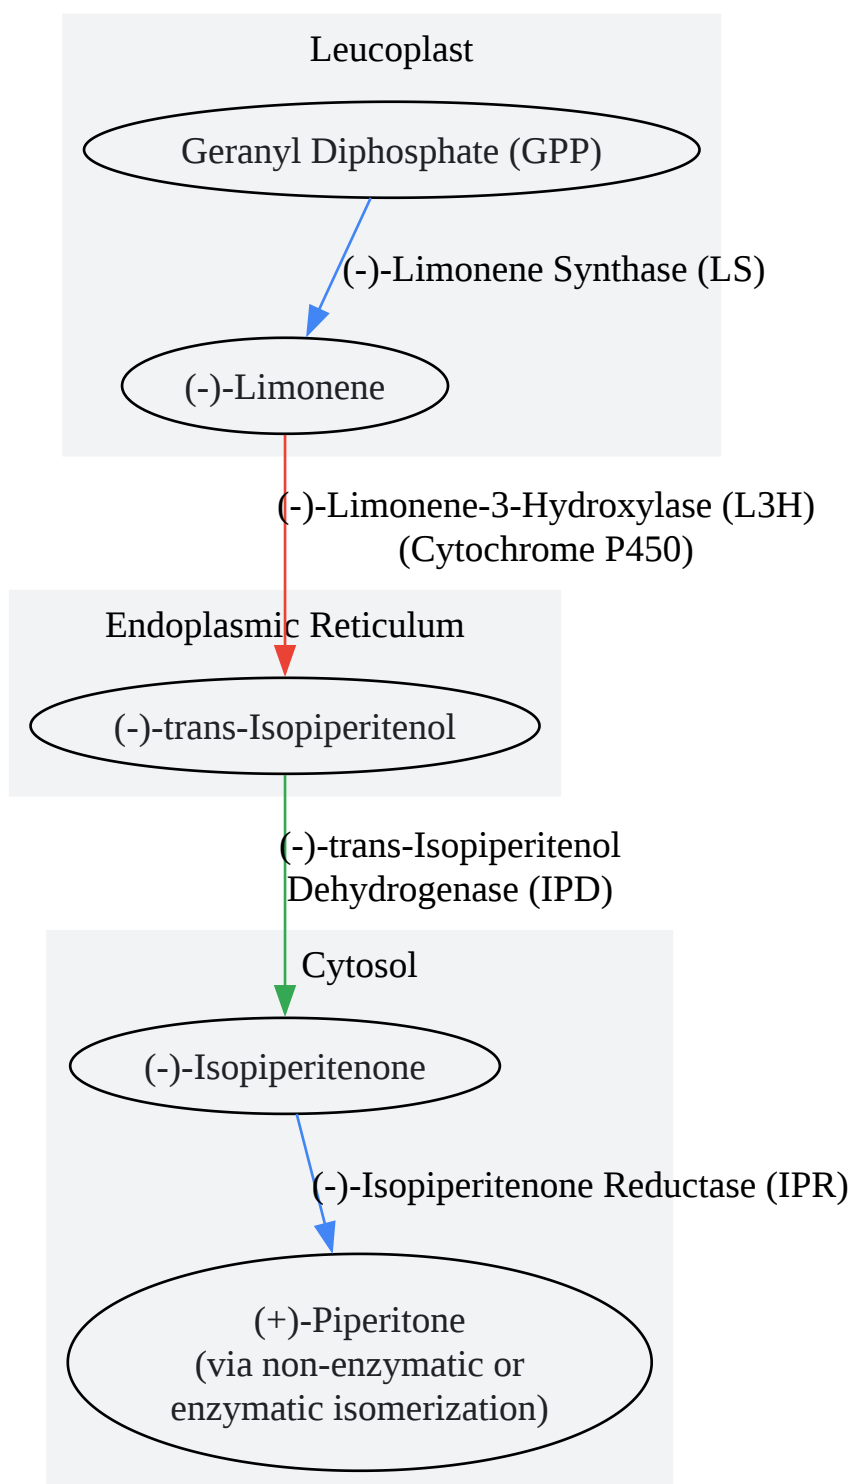 Leucoplast
Geranyl Diphosphate (GPP)
(-)-Limonene Synthase (LS)
(-)-Limonene
(-)-Limonene-3-Hydroxylase (L3H)
(Cytochrome P450)
Endoplasmic Reticulum
(-)-trans-Isopiperitenol
(-)-trans-Isopiperitenol
Dehydrogenase (IPD)
Cytosol
(-)-Isopiperitenone
(-)-Isopiperitenone Reductase (IPR)
(+)-Piperitone
(via non-enzymatic or
enzymatic isomerization)